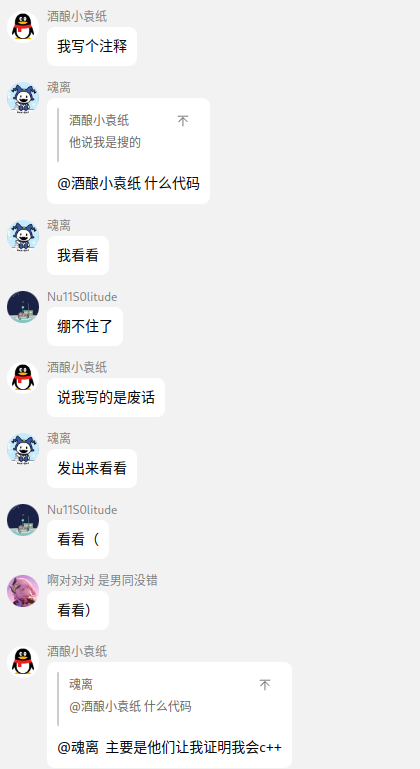 酒酿小袁纸
我写个注释
魂离
酒酿小袁纸
他说我是搜的
@酒酿小袁纸 什么代码
魂离
我看看
Nu11S0litude
绷不住了
酒酿小袁纸
说我写的是废话
魂离
发出来看看
Nu11S0litude
看看（
啊对对对 是男同没错
看看）
酒酿小袁纸
魂离
@酒酿小袁纸 什么代码
@魂离 主要是他们让我证明我会c++